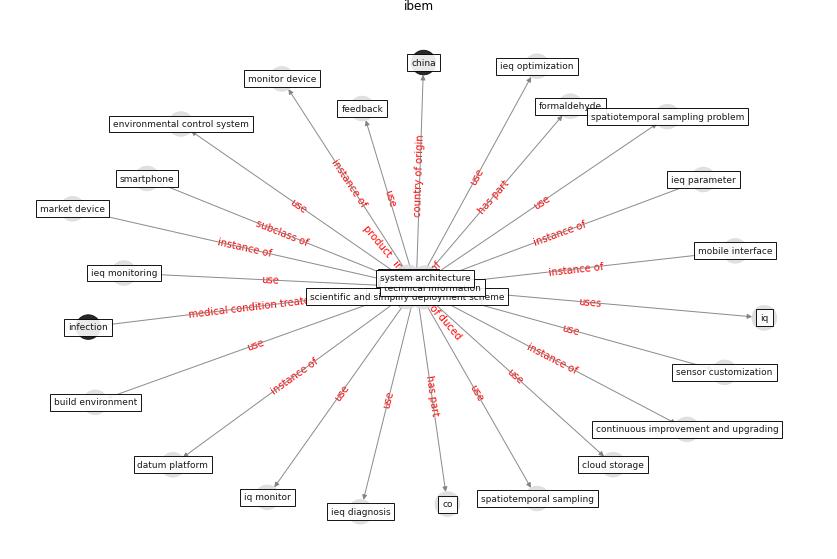 ibem
china
ieq optimization
monitor device
formaldehyde
feedback
spatiotemporal sampling problem
environmental control system
country of origin
use
smartphone
instance of
has part
ieq parameter
use
market device
use
use
subclass of
instance of
product
instance of
mobile interface
ieq monitoring
use
system architecture
instance of
technical information
scientific and simplify deployment scheme
medical condition
uses
iq
infection
of duced
use
use
instance of
sensor customization
build environment
instance of
use
use
has part
use
use
continuous improvement and upgrading
datum platform
cloud storage
iq monitor
ieq diagnosis
co
spatiotemporal sampling